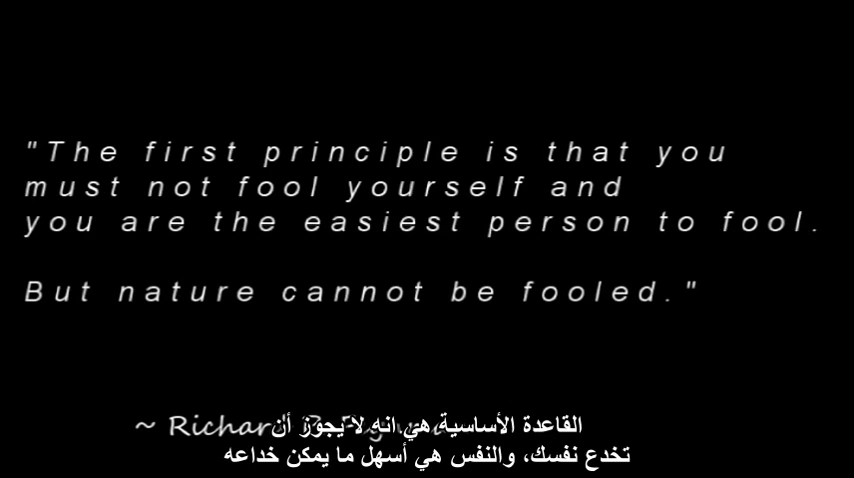 "The first principle is that you
must not fool yourself and
you are the easiest person to fool.
But nature cannot be fooled."
~ Richard
القاعدة الأساسية، هي انه لا يجوز أن
تخدع نفسك، والنفس هي أسهل ما يمكن خداعه